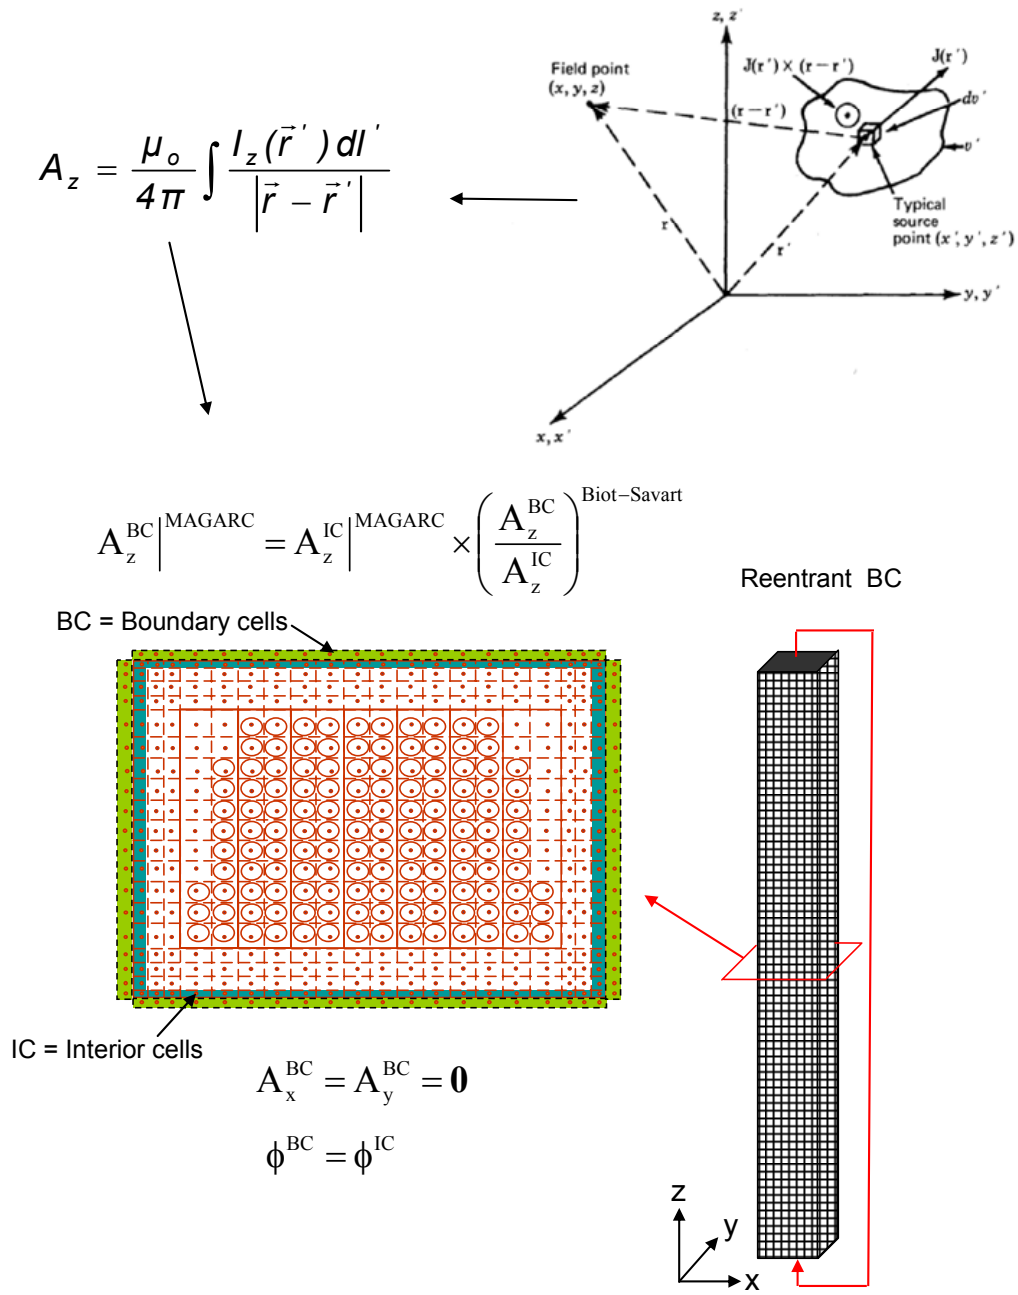 z, z′
J(r′) × (r − r′)
J(r′)
Field point
(x, y, z)
(r − r′)
dv′
v′
Typical
source
point (x′, y′, z′)
r
r′
y, y′
x, x′
A_z = μ_o / 4π ∫ I_z(r⃗′) dl′ / |r⃗ − r⃗′|
A_z^BC|^MAGARC = A_z^IC|^MAGARC × (A_z^BC / A_z^IC)^Biot–Savart
Reentrant BC
BC = Boundary cells
IC = Interior cells
A_x^BC = A_y^BC = 0
ϕ^BC = ϕ^IC
z
y
x